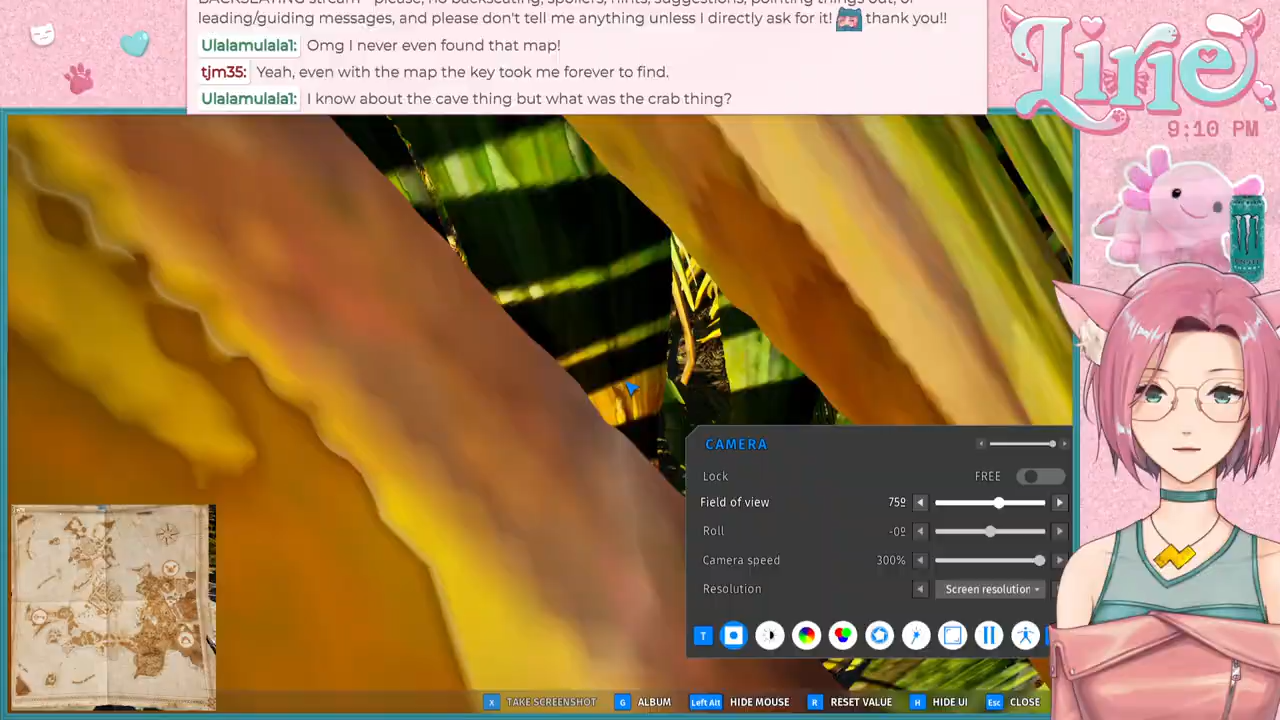 BACKSEATING stream - please, no backseating, spoilers, hints, suggestions, pointing things out, or
leading/guiding messages, and please don't tell me anything unless I directly ask for it! thank you!!
Ulalamulala1: Omg I never even found that map!
tjm35: Yeah, even with the map the key took me forever to find.
Ulalamulala1: I know about the cave thing but what was the crab thing?
Lirie
9:10 PM
CAMERA
Lock FREE
Field of view 75º
Roll -0º
Camera speed 300%
Resolution Screen resolution
T
X TAKE SCREENSHOT G ALBUM Left Alt HIDE MOUSE R RESET VALUE H HIDE UI Esc CLOSE